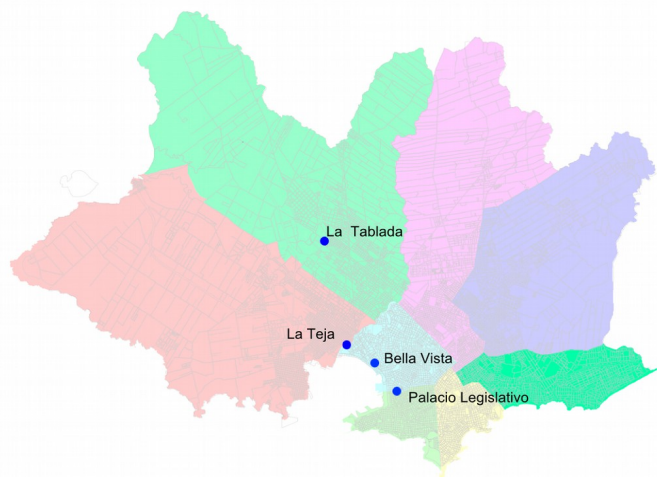 La  Tablada
La Teja
Bella Vista
Palacio Legislativo